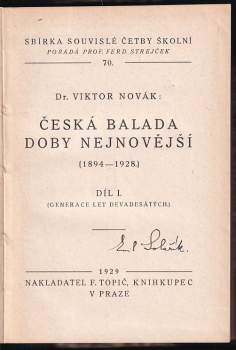 SBÍRKA SOUVISLÉ ČETBY ŠKOLNÍ
POŘÁDÁ PROF. FERD. STREJČEK
70.
Dr. VIKTOR NOVÁK:
ČESKÁ BALADA
DOBY NEJNOVĚJŠÍ
(1894—1928.)
DÍL I.
(GENERACE LET DEVADESÁTÝCH.)
1929
NAKLADATEL F. TOPIČ, KNIHKUPEC
V PRAZE